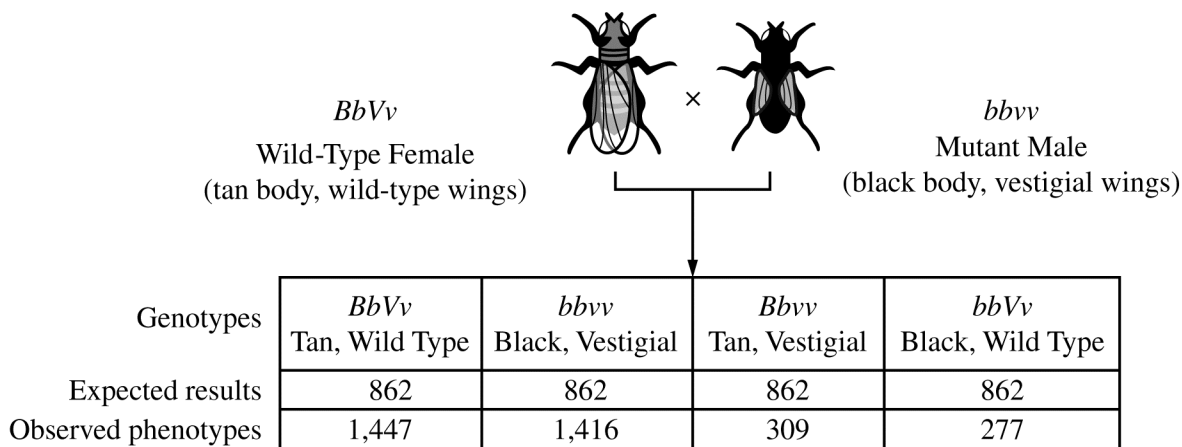 BbVv
Wild-Type Female
(tan body, wild-type wings)
×
bbvv
Mutant Male
(black body, vestigial wings)
Genotypes
BbVv
Tan, Wild Type
bbvv
Black, Vestigial
Bbvv
Tan, Vestigial
bbVv
Black, Wild Type
Expected results 862 862 862 862
Observed phenotypes 1,447 1,416 309 277